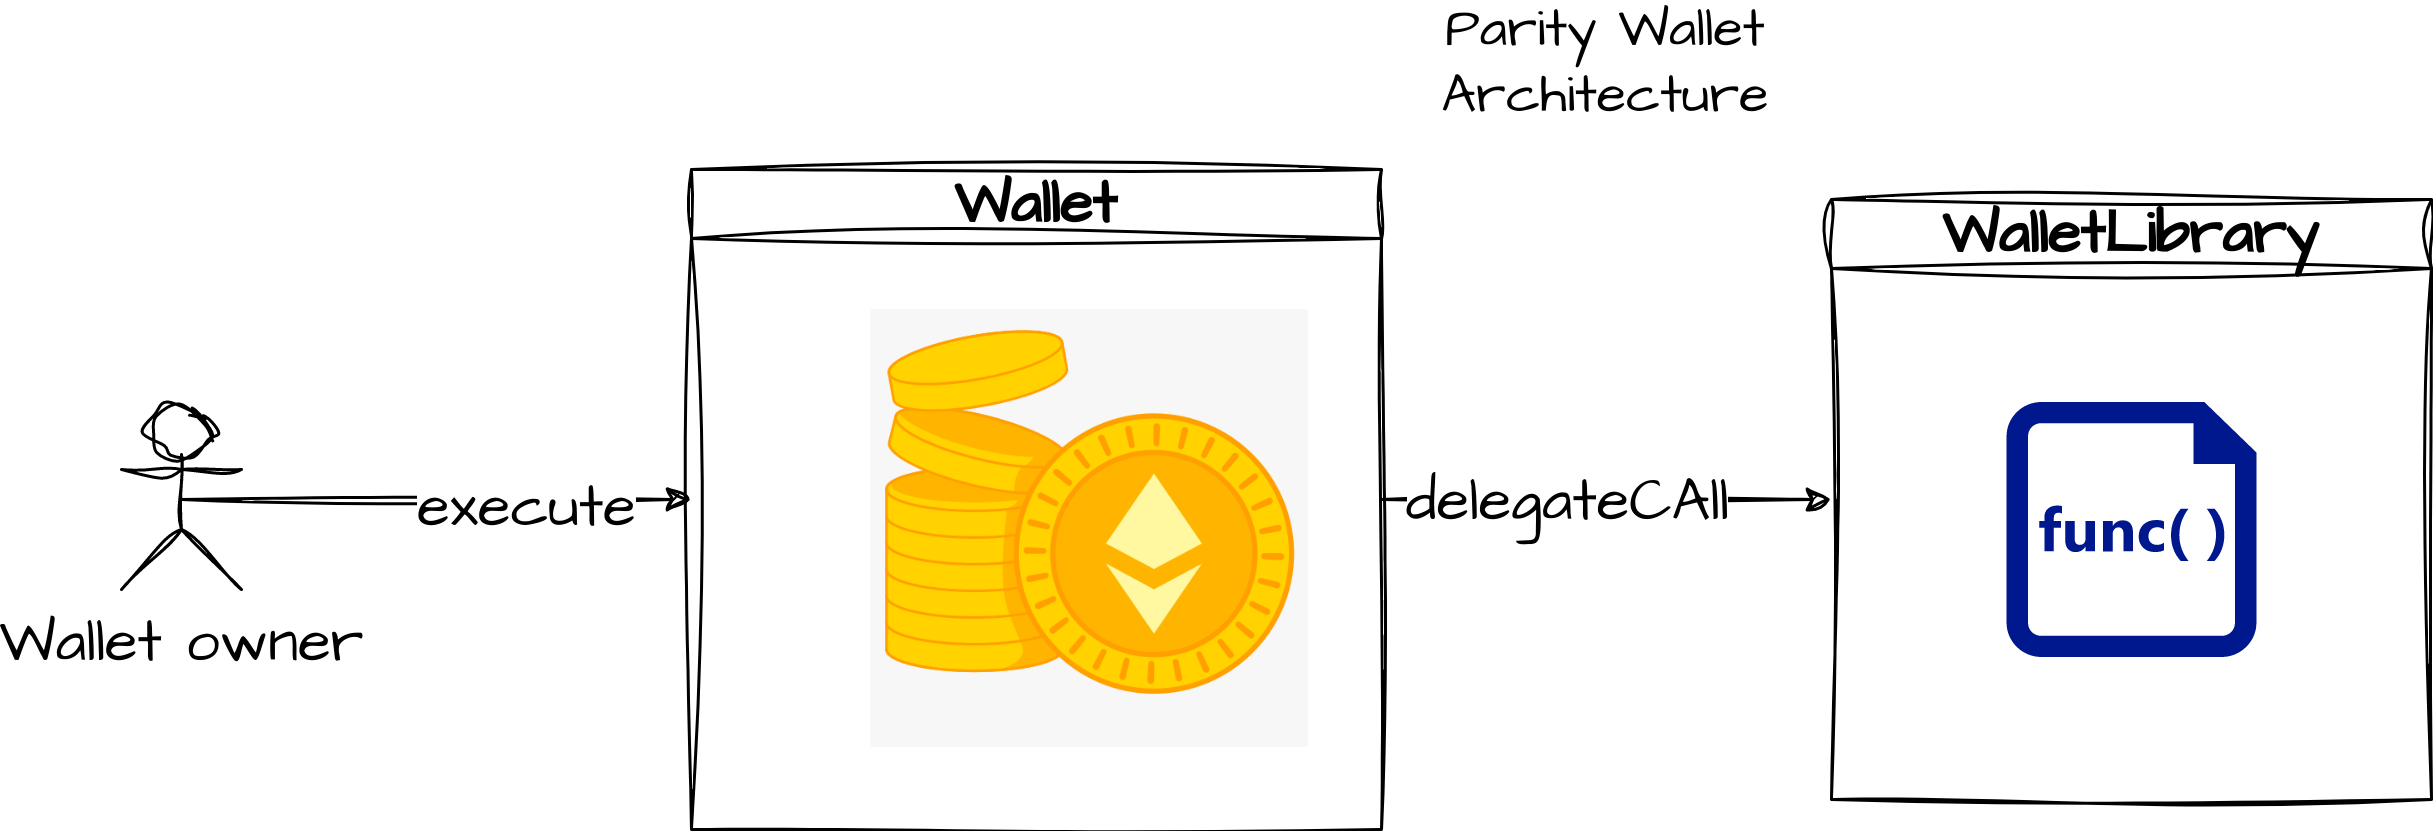 Parity Wallet
Architecture
Wallet
WalletLibrary
execute
delegateCAll
func( )
Wallet owner